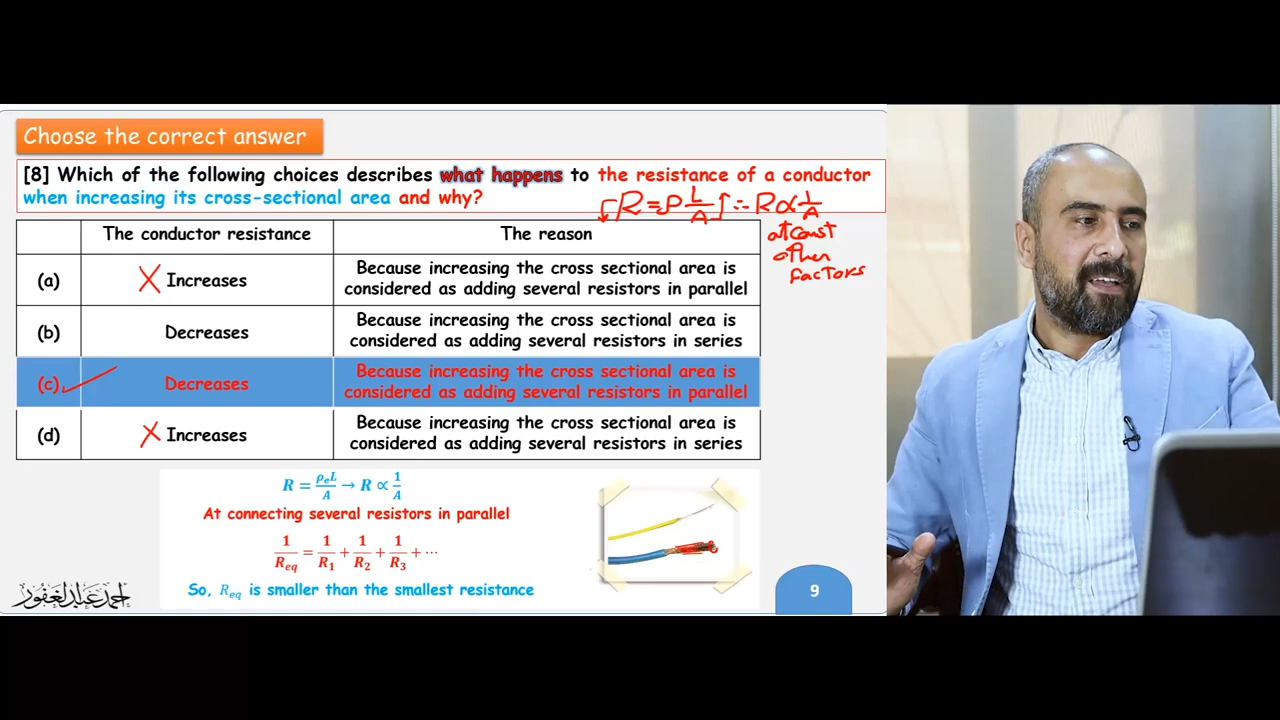 Choose the correct answer
[8] Which of the following choices describes what happens to the resistance of a conductor
when increasing its cross-sectional area and why?
R = ρ L/A ∴ R ∝ 1/A
at const
other
factors
The conductor resistance The reason
(a) Increases Because increasing the cross sectional area is
considered as adding several resistors in parallel
(b) Decreases Because increasing the cross sectional area is
considered as adding several resistors in series
(c) Decreases Because increasing the cross sectional area is
considered as adding several resistors in parallel
(d) Increases Because increasing the cross sectional area is
considered as adding several resistors in series
R = ρₑL/A → R ∝ 1/A
At connecting several resistors in parallel
1/Req = 1/R₁ + 1/R₂ + 1/R₃ + ⋯
So, Req is smaller than the smallest resistance
احمد عبد الغفور
9